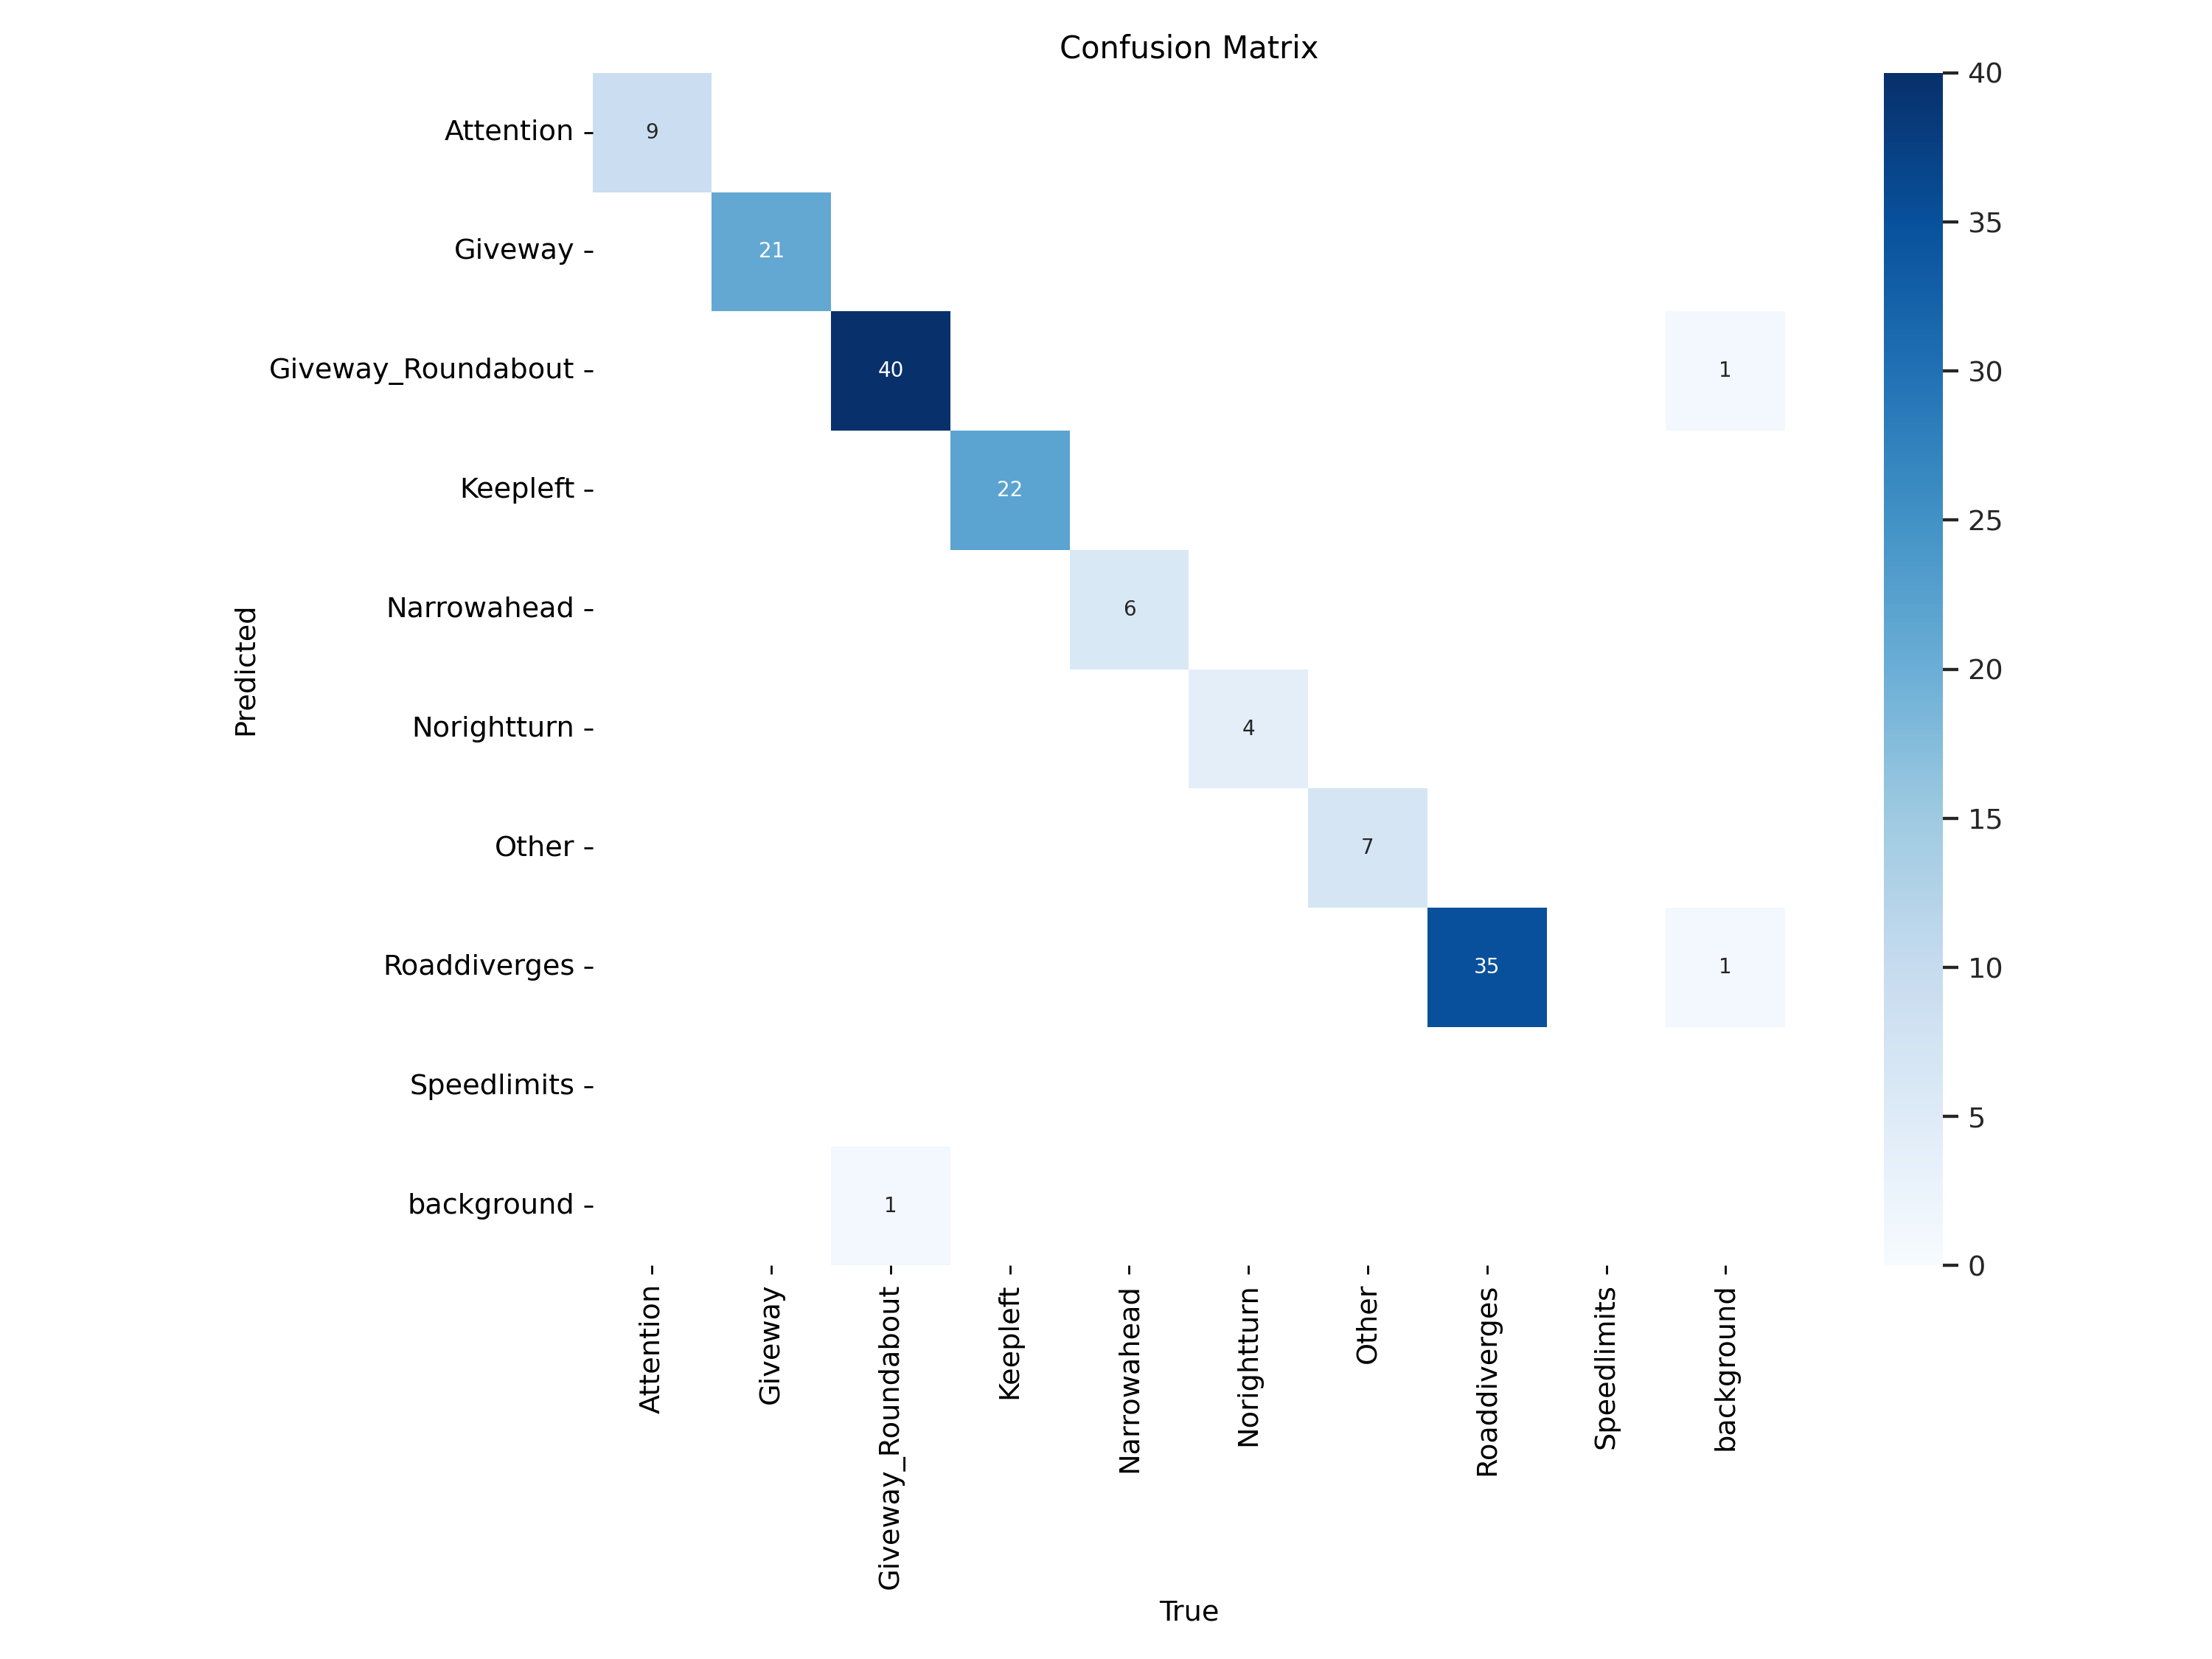 Confusion Matrix
Predicted
Attention
Giveway
Giveway_Roundabout
Keepleft
Narrowahead
Norightturn
Other
Roaddiverges
Speedlimits
background
9
21
40
1
22
6
4
7
35
1
1
Attention
Giveway
Giveway_Roundabout
Keepleft
Narrowahead
Norightturn
Other
Roaddiverges
Speedlimits
background
True
40
35
30
25
20
15
10
5
0